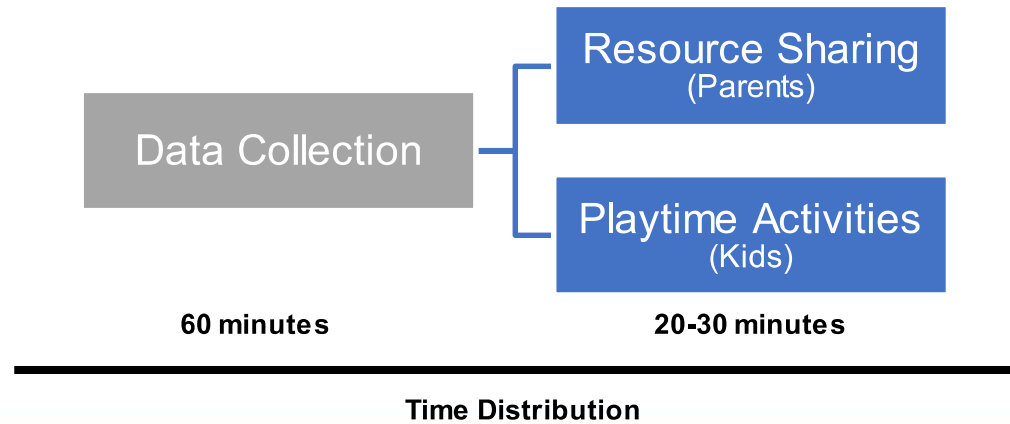 Resource Sharing
(Parents)
Data Collection
Playtime Activities
(Kids)
60 minutes
20-30 minutes
Time Distribution